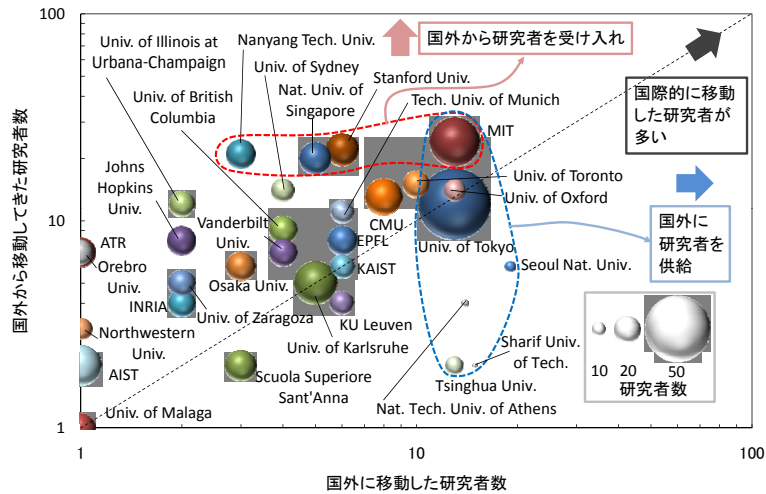 100
10
1
国外から移動してきた研究者数
1
10
100
国外に移動した研究者数
Univ. of Illinois at
Urbana-Champaign
Nanyang Tech. Univ.
Univ. of Sydney
Nat. Univ. of
Singapore
Stanford Univ.
Tech. Univ. of Munich
Univ. of British
Columbia
MIT
国外から研究者を受け入れ
国際的に移動
した研究者が
多い
Johns
Hopkins
Univ.
Vanderbilt
Univ.
CMU
Univ. of Toronto
Univ. of Oxford
Univ. of Tokyo
国外に
研究者を
供給
ATR
Orebro
Univ.
EPFL
KAIST
Seoul Nat. Univ.
Osaka Univ.
INRIA
Univ. of Zaragoza
KU Leuven
Univ. of Karlsruhe
Northwestern
Univ.
AIST
Scuola Superiore
Sant'Anna
Sharif Univ.
of Tech.
Tsinghua Univ.
Nat. Tech. Univ. of Athens
Univ. of Malaga
10
20
50
研究者数